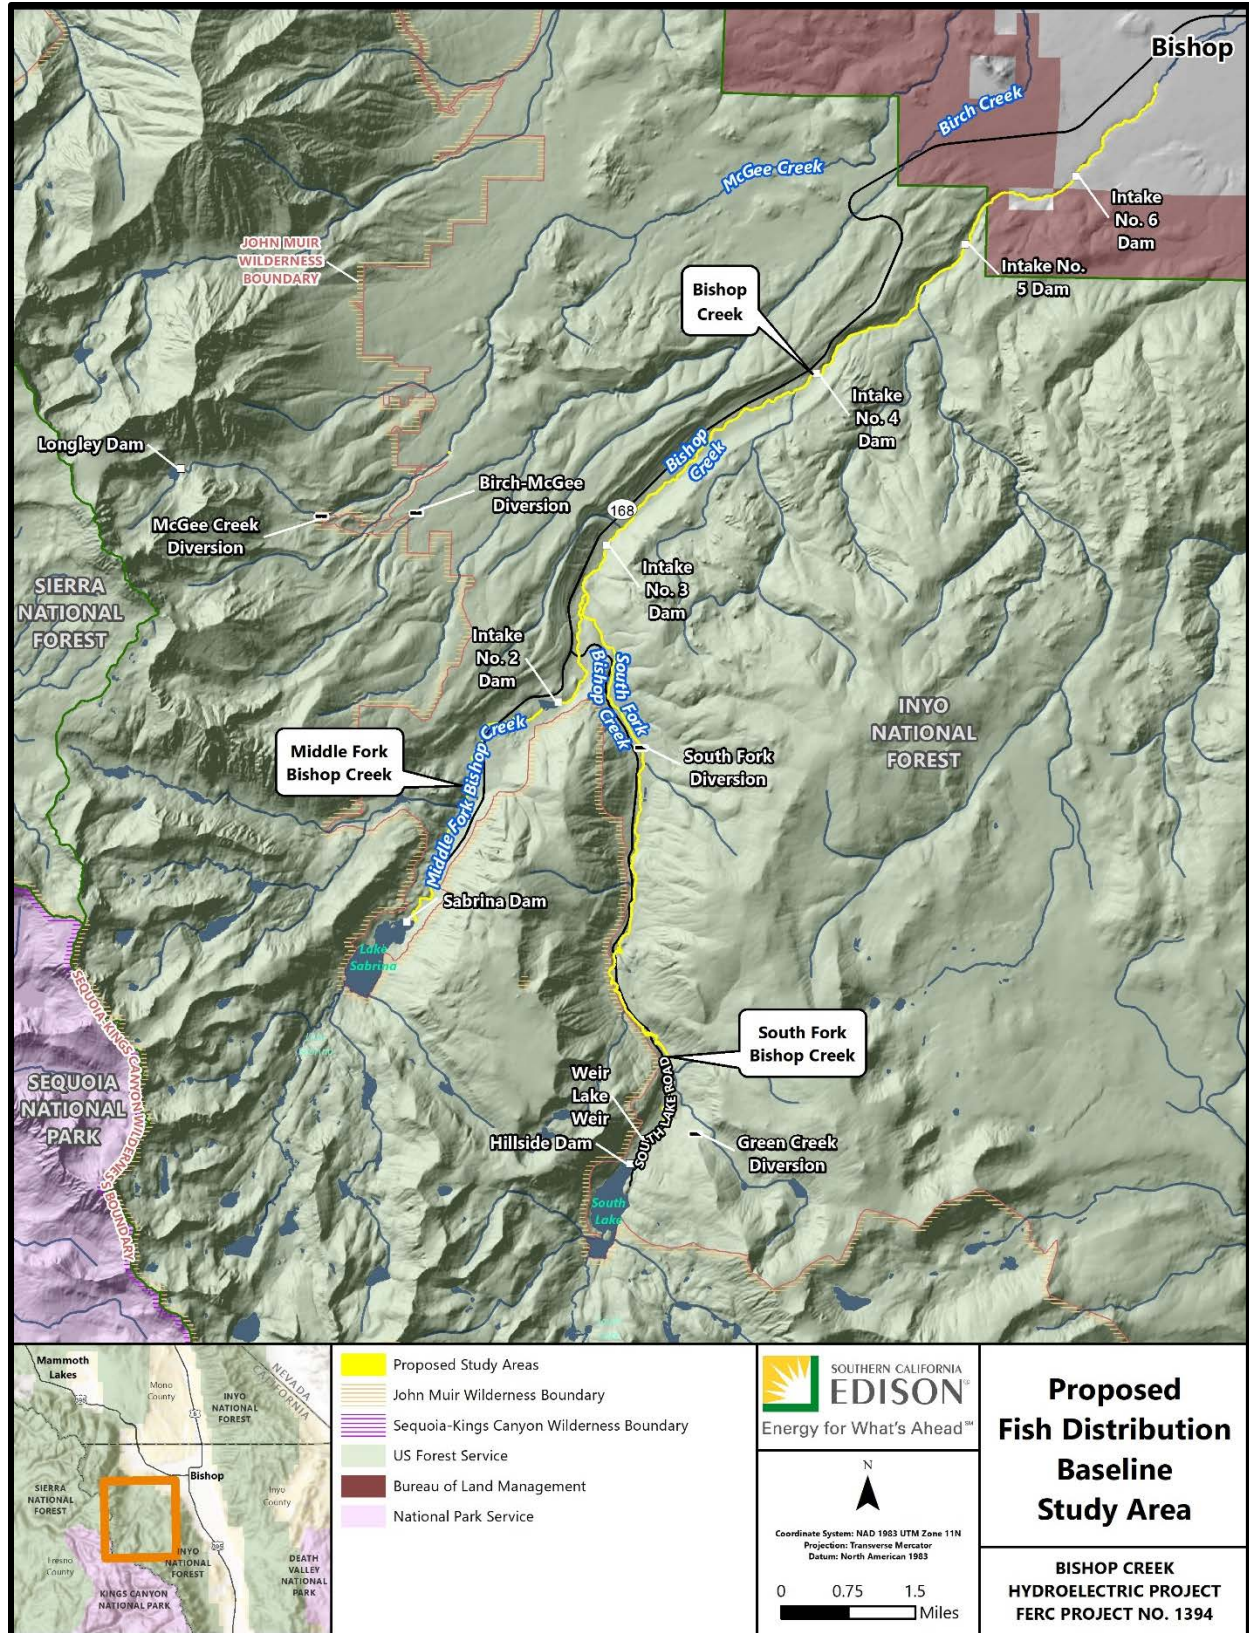 Bishop
Birch Creek
McGee Creek
Intake
No. 6
Dam
JOHN MUIR
WILDERNESS
BOUNDARY
Intake No.
5 Dam
Bishop
Creek
Intake
No. 4
Dam
Bishop
Creek
Longley Dam
Birch-McGee
Diversion
168
McGee Creek
Diversion
Intake
No. 3
Dam
SIERRA
NATIONAL
FOREST
Intake
No. 2
Dam
South Fork
Bishop Creek
INYO
NATIONAL
FOREST
Middle Fork
Bishop Creek
South Fork
Diversion
Middle Fork Bishop Creek
Sabrina Dam
Lake
Sabrina
SEQUOIA-KINGS CANYON WILDERNESS BOUNDARY
South Fork
Bishop Creek
SEQUOIA
NATIONAL
PARK
Weir
Lake
Weir
SOUTH LAKE ROAD
Hillside Dam
Green Creek
Diversion
South
Lake
Mammoth
Lakes
Mono
County
NEVADA
CALIFORNIA
INYO
NATIONAL
FOREST
395
6
Bishop
SIERRA
NATIONAL
FOREST
Inyo
County
395
Fresno
County
INYO
NATIONAL
FOREST
DEATH
VALLEY
NATIONAL
PARK
KINGS CANYON
NATIONAL PARK
Proposed Study Areas
John Muir Wilderness Boundary
Sequoia-Kings Canyon Wilderness Boundary
US Forest Service
Bureau of Land Management
National Park Service
SOUTHERN CALIFORNIA
EDISON
Energy for What's Ahead℠
N
Coordinate System: NAD 1983 UTM Zone 11N
Projection: Transverse Mercator
Datum: North American 1983
0 0.75 1.5
Miles
Proposed
Fish Distribution
Baseline
Study Area
BISHOP CREEK
HYDROELECTRIC PROJECT
FERC PROJECT NO. 1394